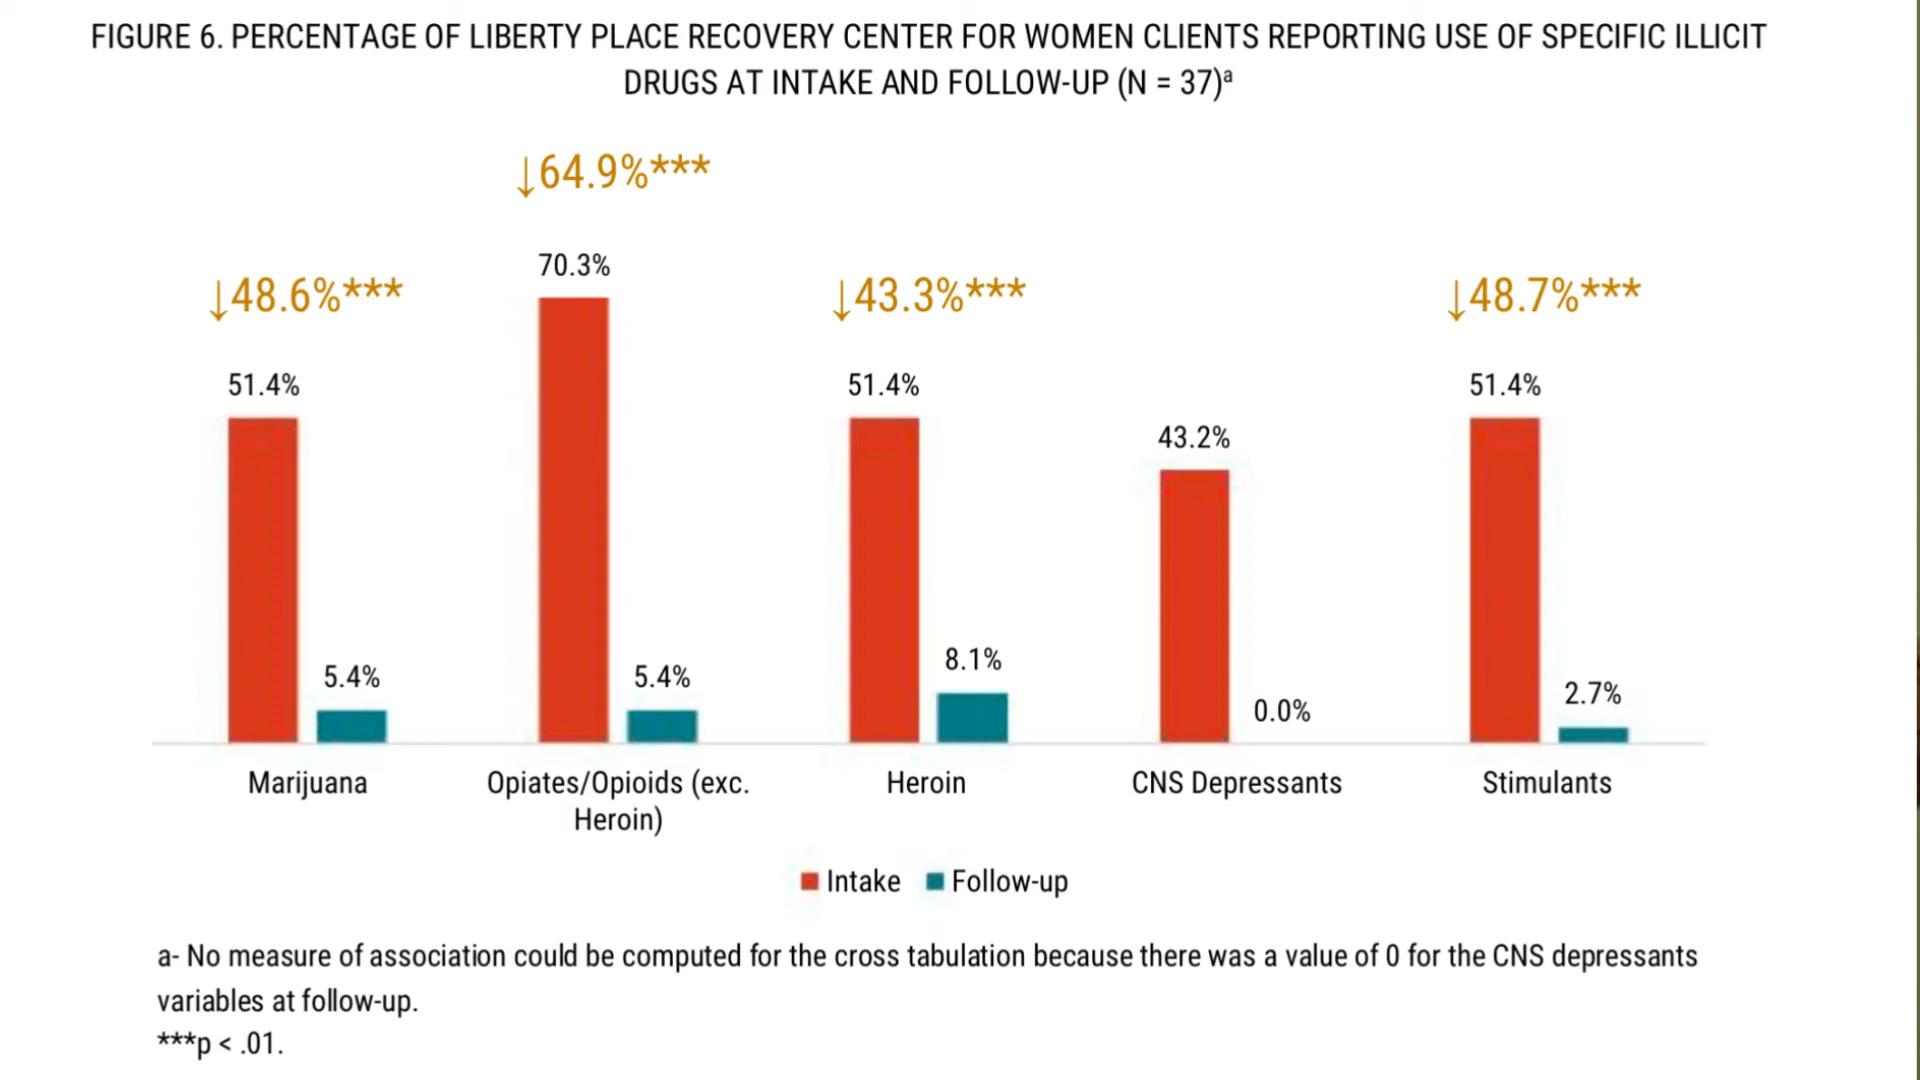 FIGURE 6. PERCENTAGE OF LIBERTY PLACE RECOVERY CENTER FOR WOMEN CLIENTS REPORTING USE OF SPECIFIC ILLICIT
DRUGS AT INTAKE AND FOLLOW-UP (N = 37)ᵃ
↓64.9%***
↓48.6%***
70.3%
↓43.3%***
↓48.7%***
51.4%
51.4%
43.2%
51.4%
5.4%
5.4%
8.1%
0.0%
2.7%
Marijuana
Opiates/Opioids (exc.
Heroin)
Heroin
CNS Depressants
Stimulants
Intake
Follow-up
a- No measure of association could be computed for the cross tabulation because there was a value of 0 for the CNS depressants
variables at follow-up.
***p < .01.